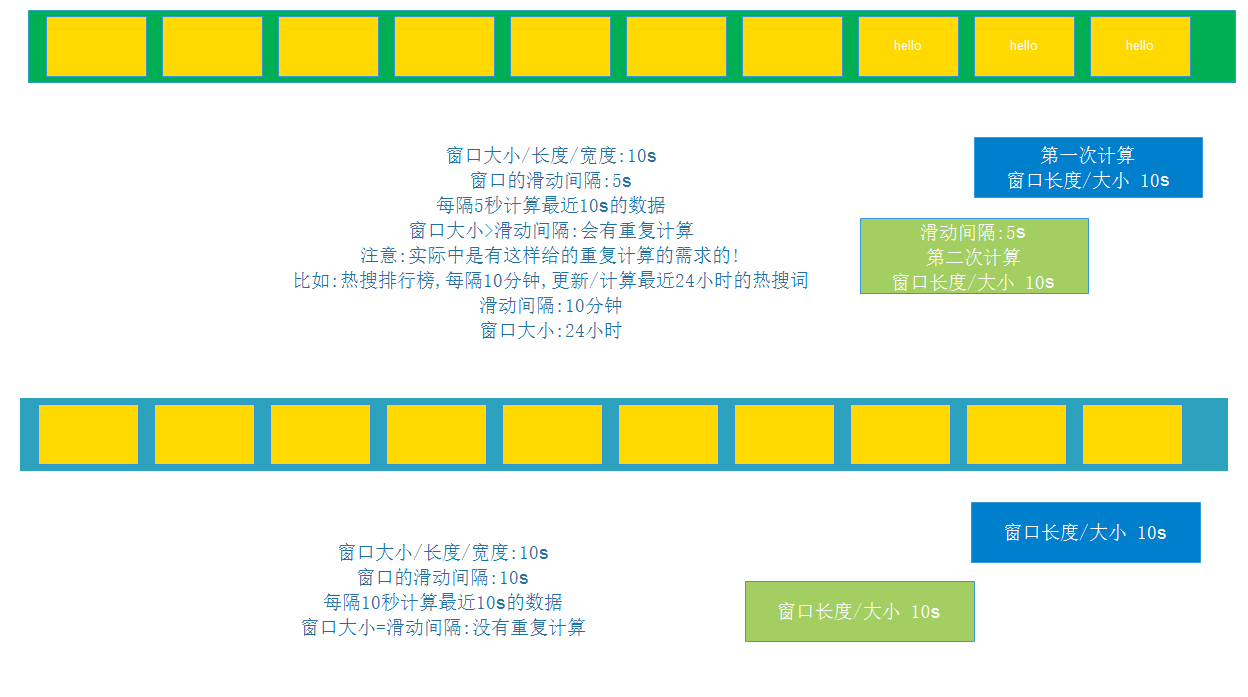 hello
hello
hello
窗口大小/长度/宽度:10s
窗口的滑动间隔:5s
每隔5秒计算最近10s的数据
窗口大小>滑动间隔:会有重复计算
注意:实际中是有这样给的重复计算的需求的!
比如:热搜排行榜,每隔10分钟,更新/计算最近24小时的热搜词
滑动间隔:10分钟
窗口大小:24小时
第一次计算
窗口长度/大小 10s
滑动间隔:5s
第二次计算
窗口长度/大小 10s
窗口大小/长度/宽度:10s
窗口的滑动间隔:10s
每隔10秒计算最近10s的数据
窗口大小=滑动间隔:没有重复计算
窗口长度/大小 10s
窗口长度/大小 10s